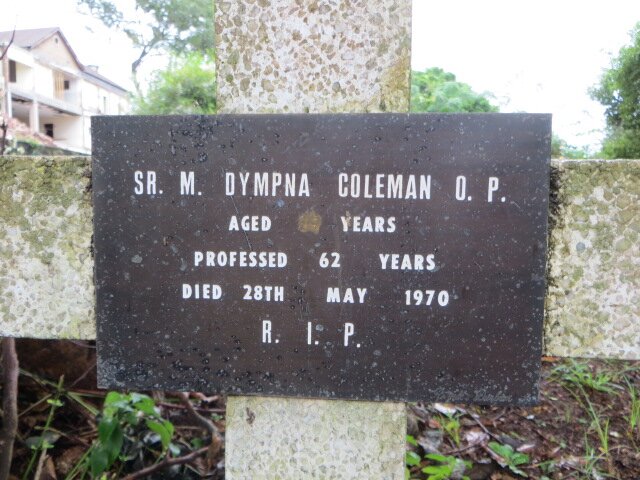 SR. M. DYMPNA COLEMAN O. P.
AGED YEARS
PROFESSED 62 YEARS
DIED 28TH MAY 1970
R. I. P.